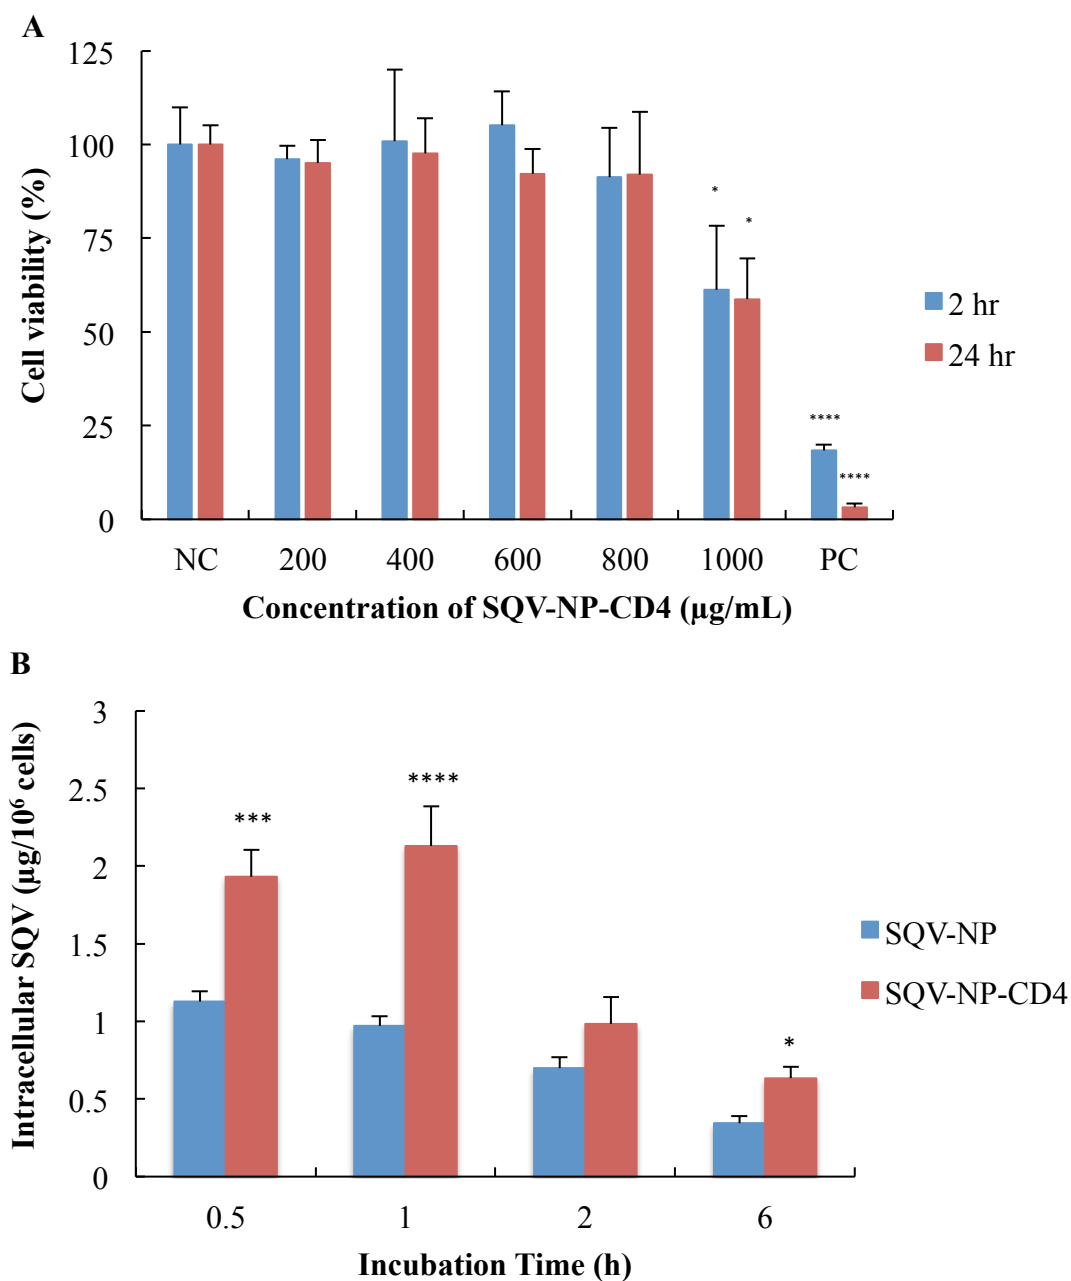 A
125
100
75
50
25
0
Cell viability (%)
*
*
****
****
2 hr
24 hr
NC 200 400 600 800 1000 PC
Concentration of SQV-NP-CD4 (µg/mL)
B
3
2.5
2
1.5
1
0.5
0
Intracellular SQV (µg/10⁶ cells)
***
****
*
SQV-NP
SQV-NP-CD4
0.5 1 2 6
Incubation Time (h)